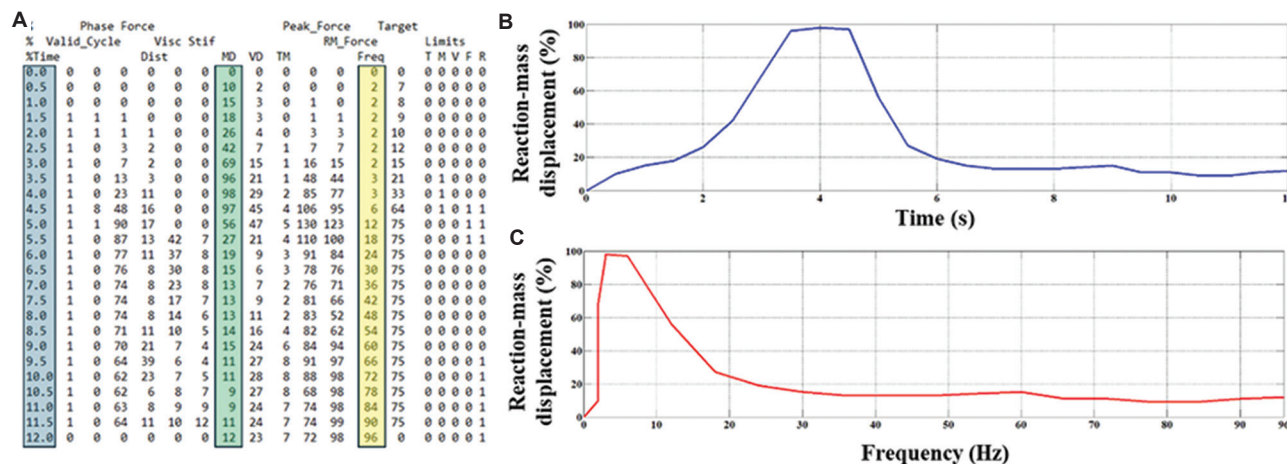 A
Phase Force Peak_Force Target
% Valid_Cycle Visc Stif RM_Force Limits
%Time Dist MD VD TM Freq T M V F R
0.0 0 0 0 0 0 0 0 0 0 0 0 0 0 0 0 0 0 0
0.5 0 0 0 0 0 0 10 2 0 0 0 2 7 0 0 0 0 0
1.0 0 0 0 0 0 0 15 3 0 1 0 2 8 0 0 0 0 0
1.5 1 1 1 0 0 0 18 3 0 1 1 2 9 0 0 0 0 0
2.0 1 1 1 1 0 0 26 4 0 3 3 2 10 0 0 0 0 0
2.5 1 0 3 2 0 0 42 7 1 7 7 2 12 0 0 0 0 0
3.0 1 0 7 2 0 0 69 15 1 16 15 2 15 0 0 0 0 0
3.5 1 0 13 3 0 0 96 21 1 48 44 3 21 0 1 0 0 0
4.0 1 0 23 11 0 0 98 29 2 85 77 3 33 0 1 0 0 0
4.5 1 8 48 16 0 0 97 45 4 106 95 6 64 0 1 0 1 1
5.0 1 1 90 17 0 0 56 47 5 130 123 12 75 0 0 0 1 1
5.5 1 0 87 13 42 7 27 21 4 110 100 18 75 0 0 0 1 1
6.0 1 0 77 11 37 8 19 9 3 91 84 24 75 0 0 0 0 0
6.5 1 0 76 8 30 8 15 6 3 78 76 30 75 0 0 0 0 0
7.0 1 0 74 8 23 8 13 7 2 76 71 36 75 0 0 0 0 0
7.5 1 0 74 8 17 7 13 9 2 81 66 42 75 0 0 0 0 0
8.0 1 0 74 8 14 6 13 11 2 83 52 48 75 0 0 0 0 0
8.5 1 0 71 11 10 5 14 16 4 82 62 54 75 0 0 0 0 0
9.0 1 0 70 21 7 4 15 24 6 84 94 60 75 0 0 0 0 0
9.5 1 0 64 39 6 4 11 27 8 91 97 66 75 0 0 0 0 1
10.0 1 0 62 23 7 5 11 28 8 88 98 72 75 0 0 0 0 1
10.5 1 0 62 6 8 7 9 27 8 68 98 78 75 0 0 0 0 1
11.0 1 0 63 8 9 9 9 24 7 74 98 84 75 0 0 0 0 1
11.5 1 0 64 11 10 12 11 24 7 74 99 90 75 0 0 0 0 1
12.0 0 0 0 0 0 0 12 23 7 72 98 96 0 0 0 0 0 1
B
Reaction-mass
displacement (%)
100
80
60
40
20
0
0 2 4 6 8 10 12
Time (s)
C
Reaction-mass
displacement (%)
100
80
60
40
20
0
0 10 20 30 40 50 60 70 80 90 96
Frequency (Hz)